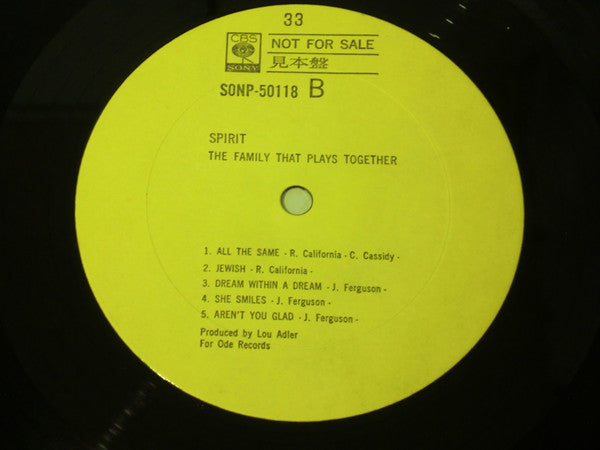 33
CBS
SONY
NOT FOR SALE
見本盤
SONP-50118 B
SPIRIT
THE FAMILY THAT PLAYS TOGETHER
1. ALL THE SAME - R. California - C. Cassidy -
2. JEWISH - R. California -
3. DREAM WITHIN A DREAM - J. Ferguson -
4. SHE SMILES - J. Ferguson -
5. AREN'T YOU GLAD - J. Ferguson -
Produced by Lou Adler
For Ode Records